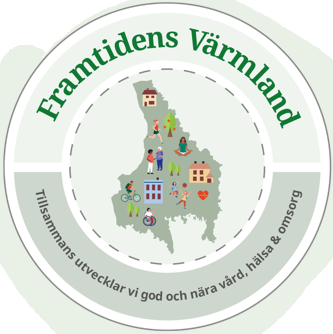 Framtidens Värmland
Tillsammans utvecklar vi god och nära vård, hälsa & omsorg